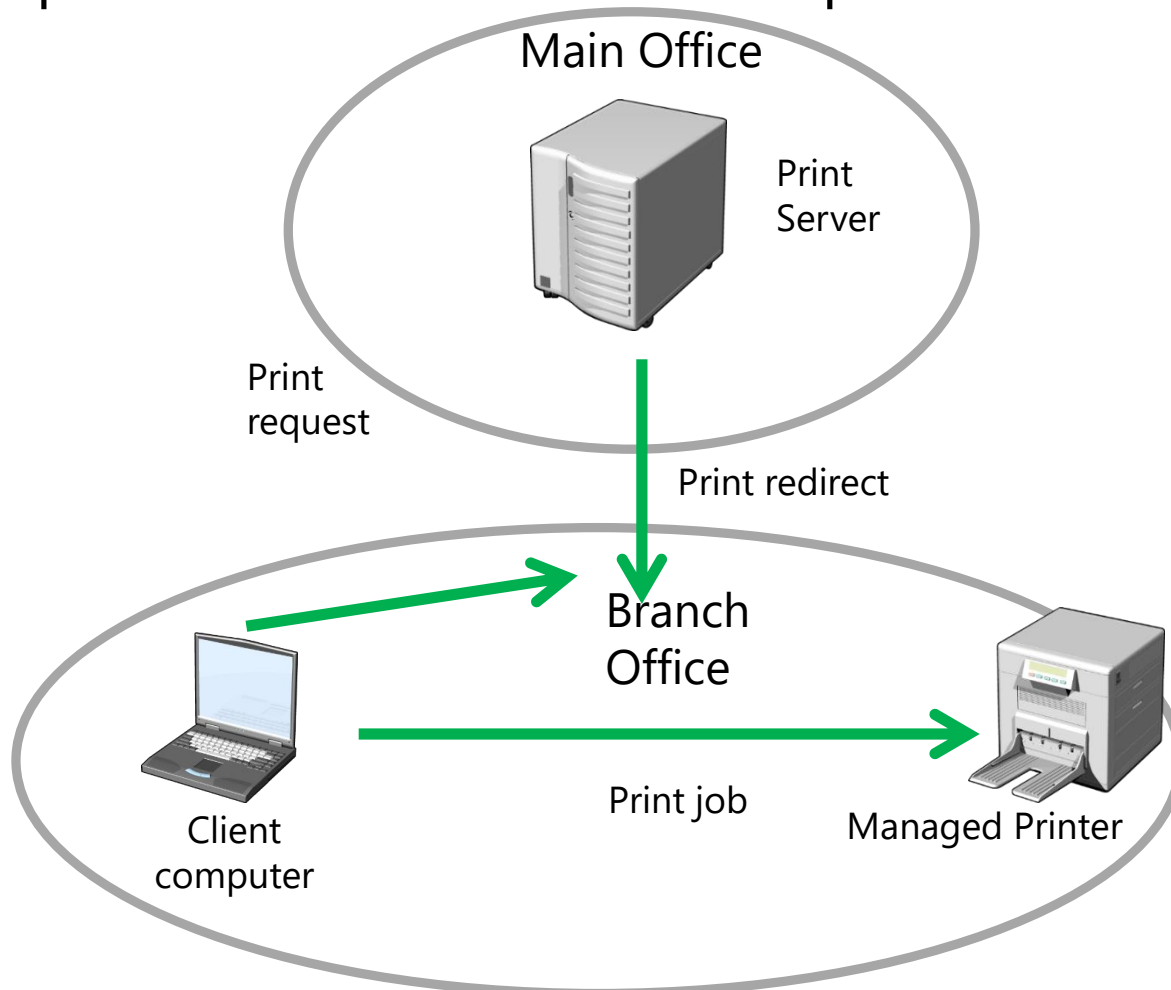 Main Office
Print
Server
Print
request
Print redirect
Branch
Office
Print job
Managed Printer
Client
computer